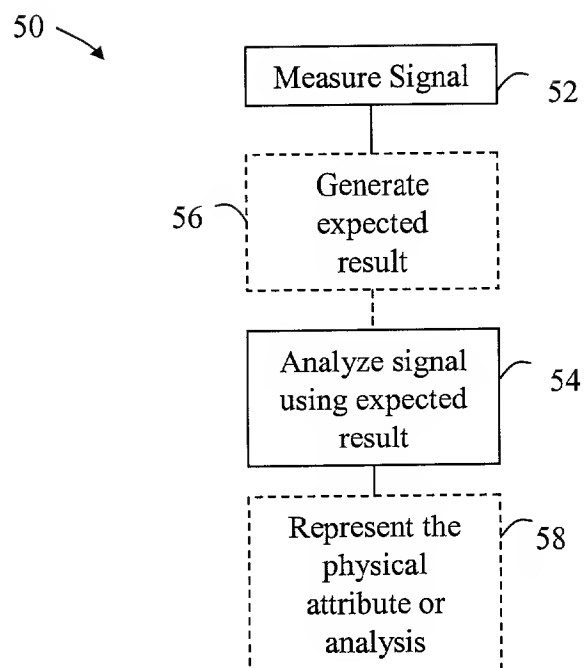 50
Measure Signal
52
Generate
expected
result
56
Analyze signal
using expected
result
54
Represent the
physical
attribute or
analysis
58